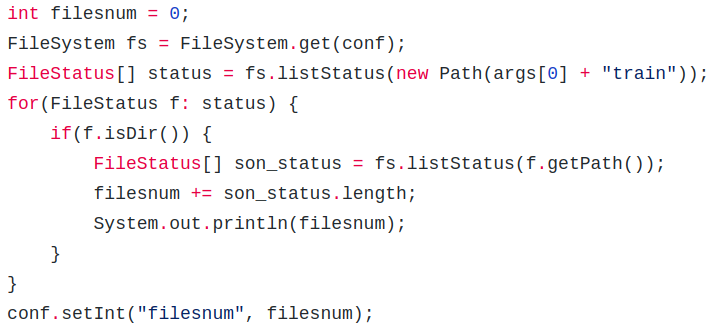 int filesnum = 0;
FileSystem fs = FileSystem.get(conf);
FileStatus[] status = fs.listStatus(new Path(args[0] + "train"));
for(FileStatus f: status) {
    if(f.isDir()) {
        FileStatus[] son_status = fs.listStatus(f.getPath());
        filesnum += son_status.length;
        System.out.println(filesnum);
    }
}
conf.setInt("filesnum", filesnum);